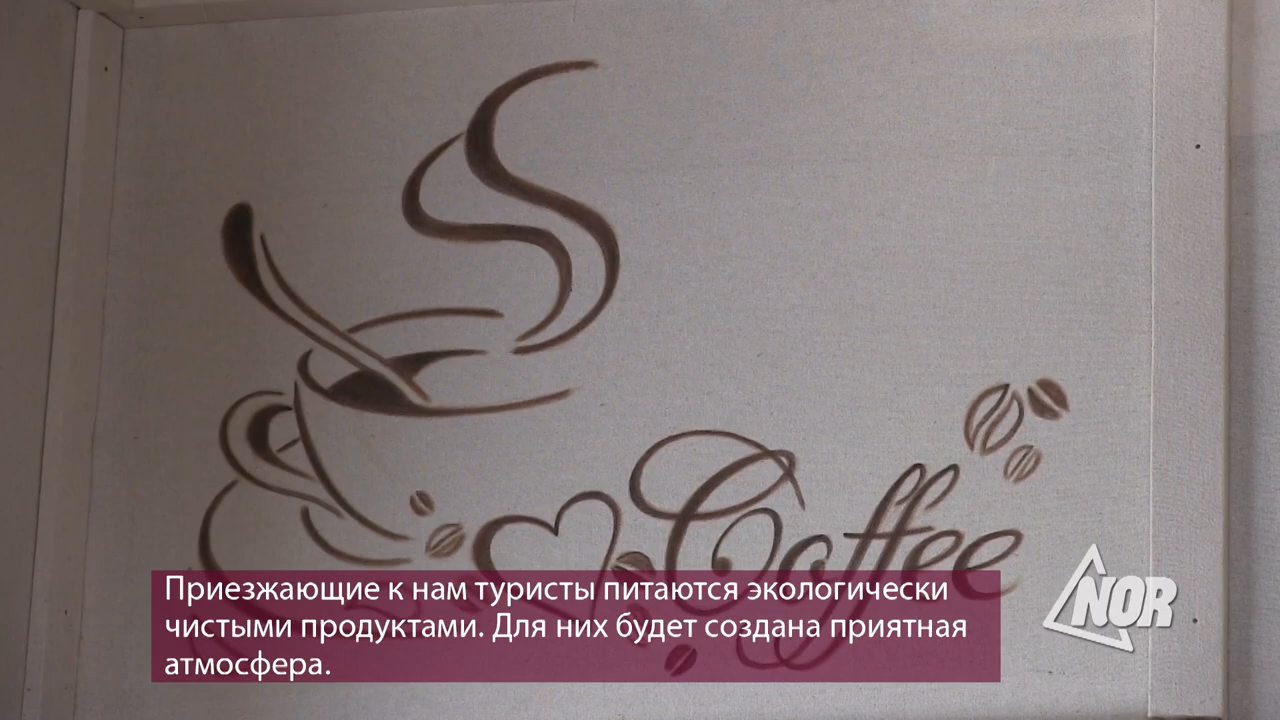 Coffee
Приезжающие к нам туристы питаются экологически
чистыми продуктами. Для них будет создана приятная
атмосфера.
NOR